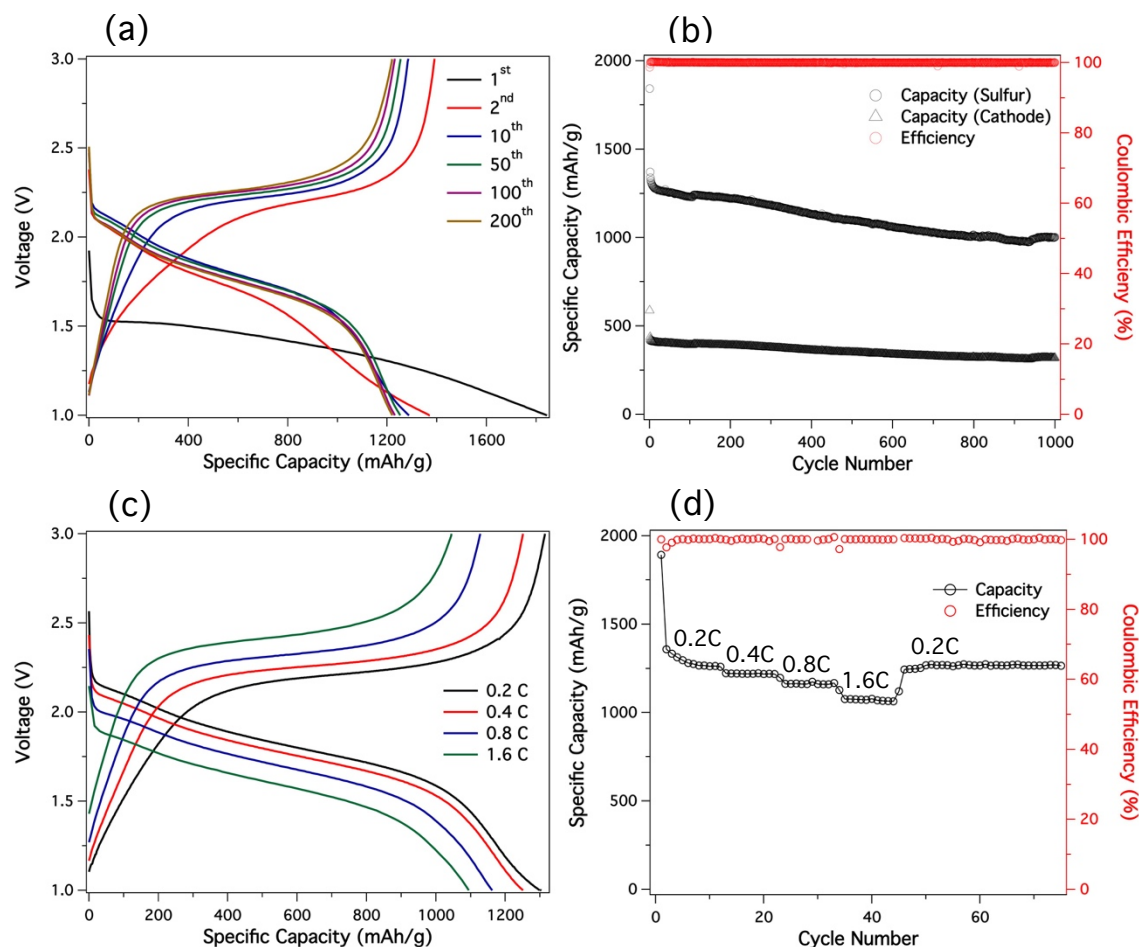 (a)
3.0
2.5
2.0
1.5
1.0
Voltage (V)
1st
2nd
10th
50th
100th
200th
0 400 800 1200 1600
Specific Capacity (mAh/g)
(b)
2000
1500
1000
500
0
Specific Capacity (mAh/g)
Capacity (Sulfur)
Capacity (Cathode)
Efficiency
100
80
60
40
20
0
Coulombic Efficieny (%)
0 200 400 600 800 1000
Cycle Number
(c)
3.0
2.5
2.0
1.5
1.0
Voltage (V)
0.2 C
0.4 C
0.8 C
1.6 C
0 200 400 600 800 1000 1200
Specific Capacity (mAh/g)
(d)
2000
1500
1000
500
0
Specific Capacity (mAh/g)
Capacity
Efficiency
0.2C
0.4C
0.8C
1.6C
0.2C
100
80
60
40
20
0
Coulombic Efficiency (%)
0 20 40 60
Cycle Number